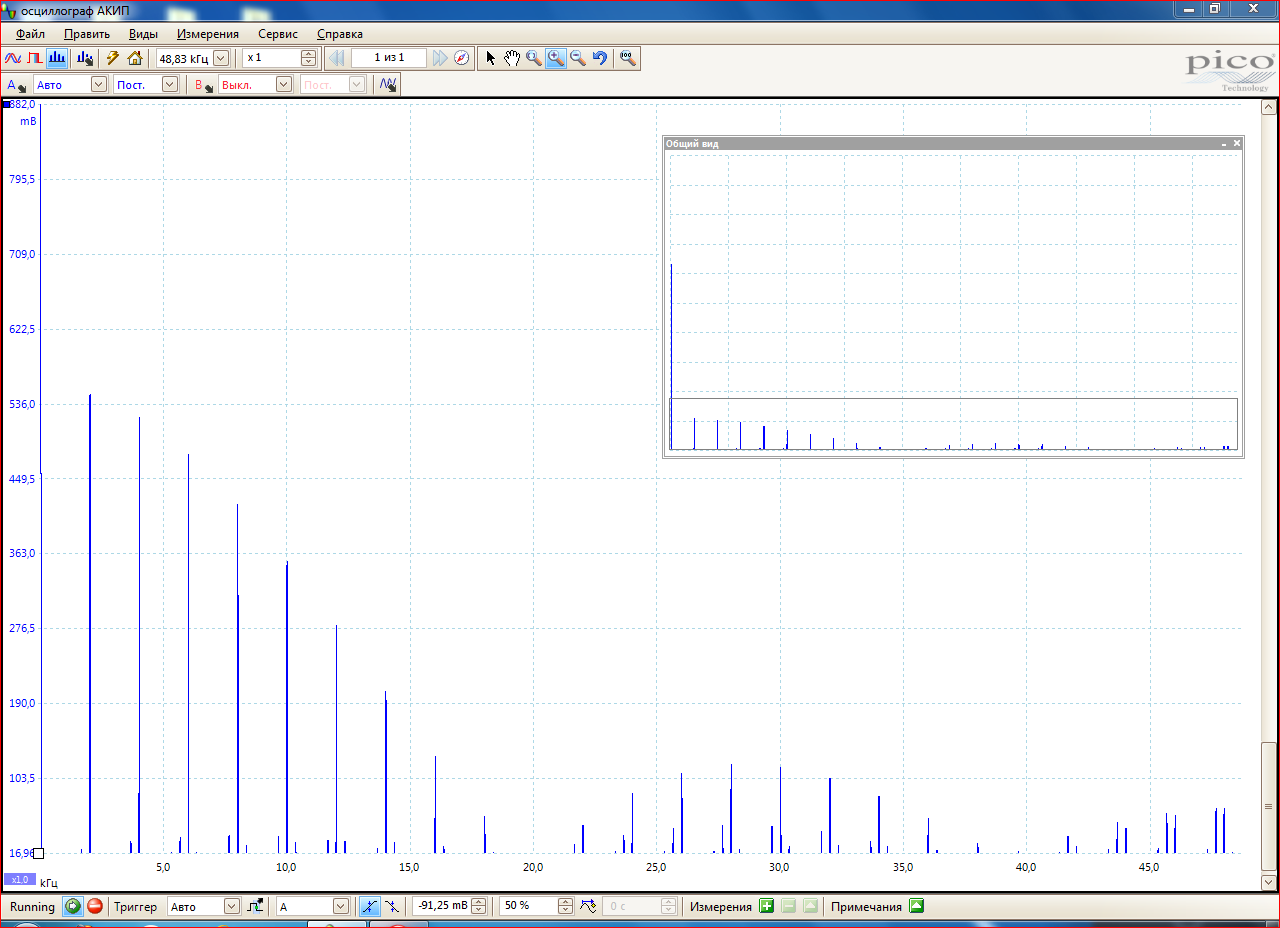 осциллограф АКИП
Файл Править Виды Измерения Сервис Справка
48,83 kГц x 1 1 из 1
pico
Technology
A Авто Пост. B Выкл. Пост.
882,0
mB
Общий вид
795,5
709,0
622,5
536,0
449,5
363,0
276,5
190,0
103,5
16,96
5,0 10,0 15,0 20,0 25,0 30,0 35,0 40,0 45,0
x1,0 кГц
Running Триггер Авто A -91,25 mB 50 % 0 с Измерения Примечания